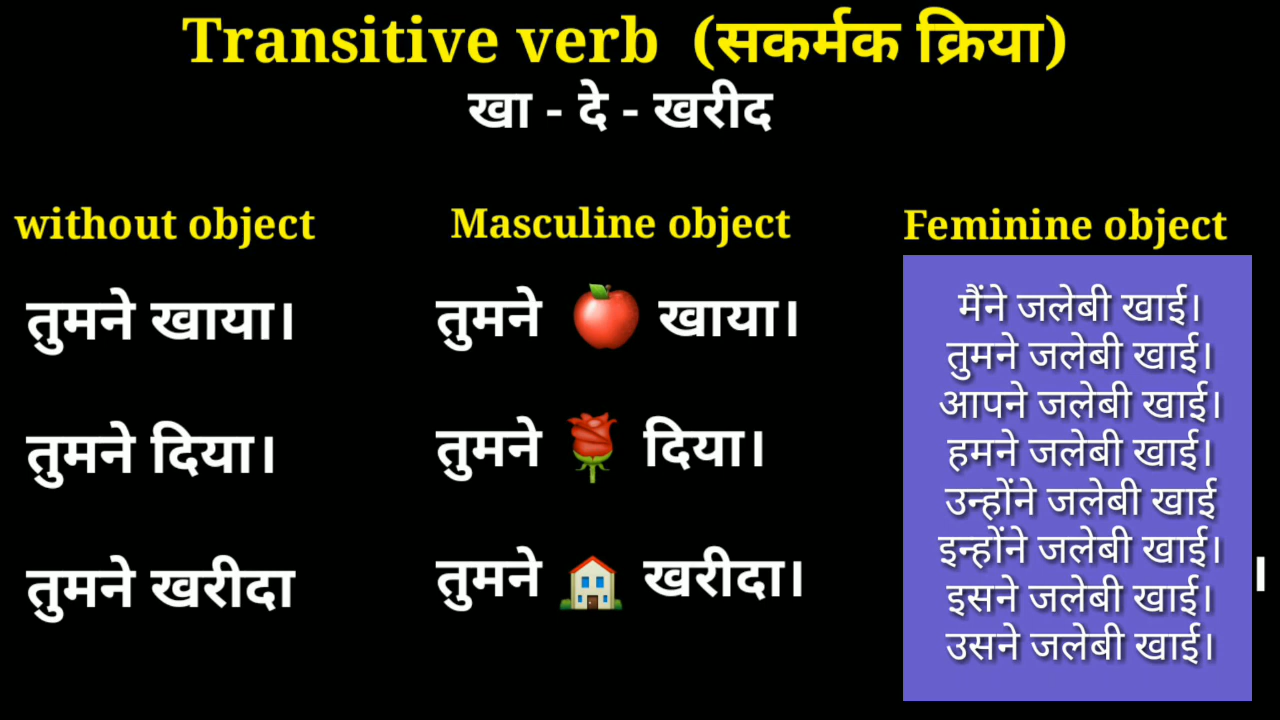 Transitive verb (सकर्मक क्रिया)
खा - दे - खरीद
without object
तुमने खाया।
तुमने दिया।
तुमने खरीदा
Masculine object
तुमने 🍎 खाया।
तुमने 🌹 दिया।
तुमने 🏠 खरीदा।
Feminine object
मैंने जलेबी खाई।
तुमने जलेबी खाई।
आपने जलेबी खाई।
हमने जलेबी खाई।
उन्होंने जलेबी खाई
इन्होंने जलेबी खाई।
इसने जलेबी खाई।
उसने जलेबी खाई।
।